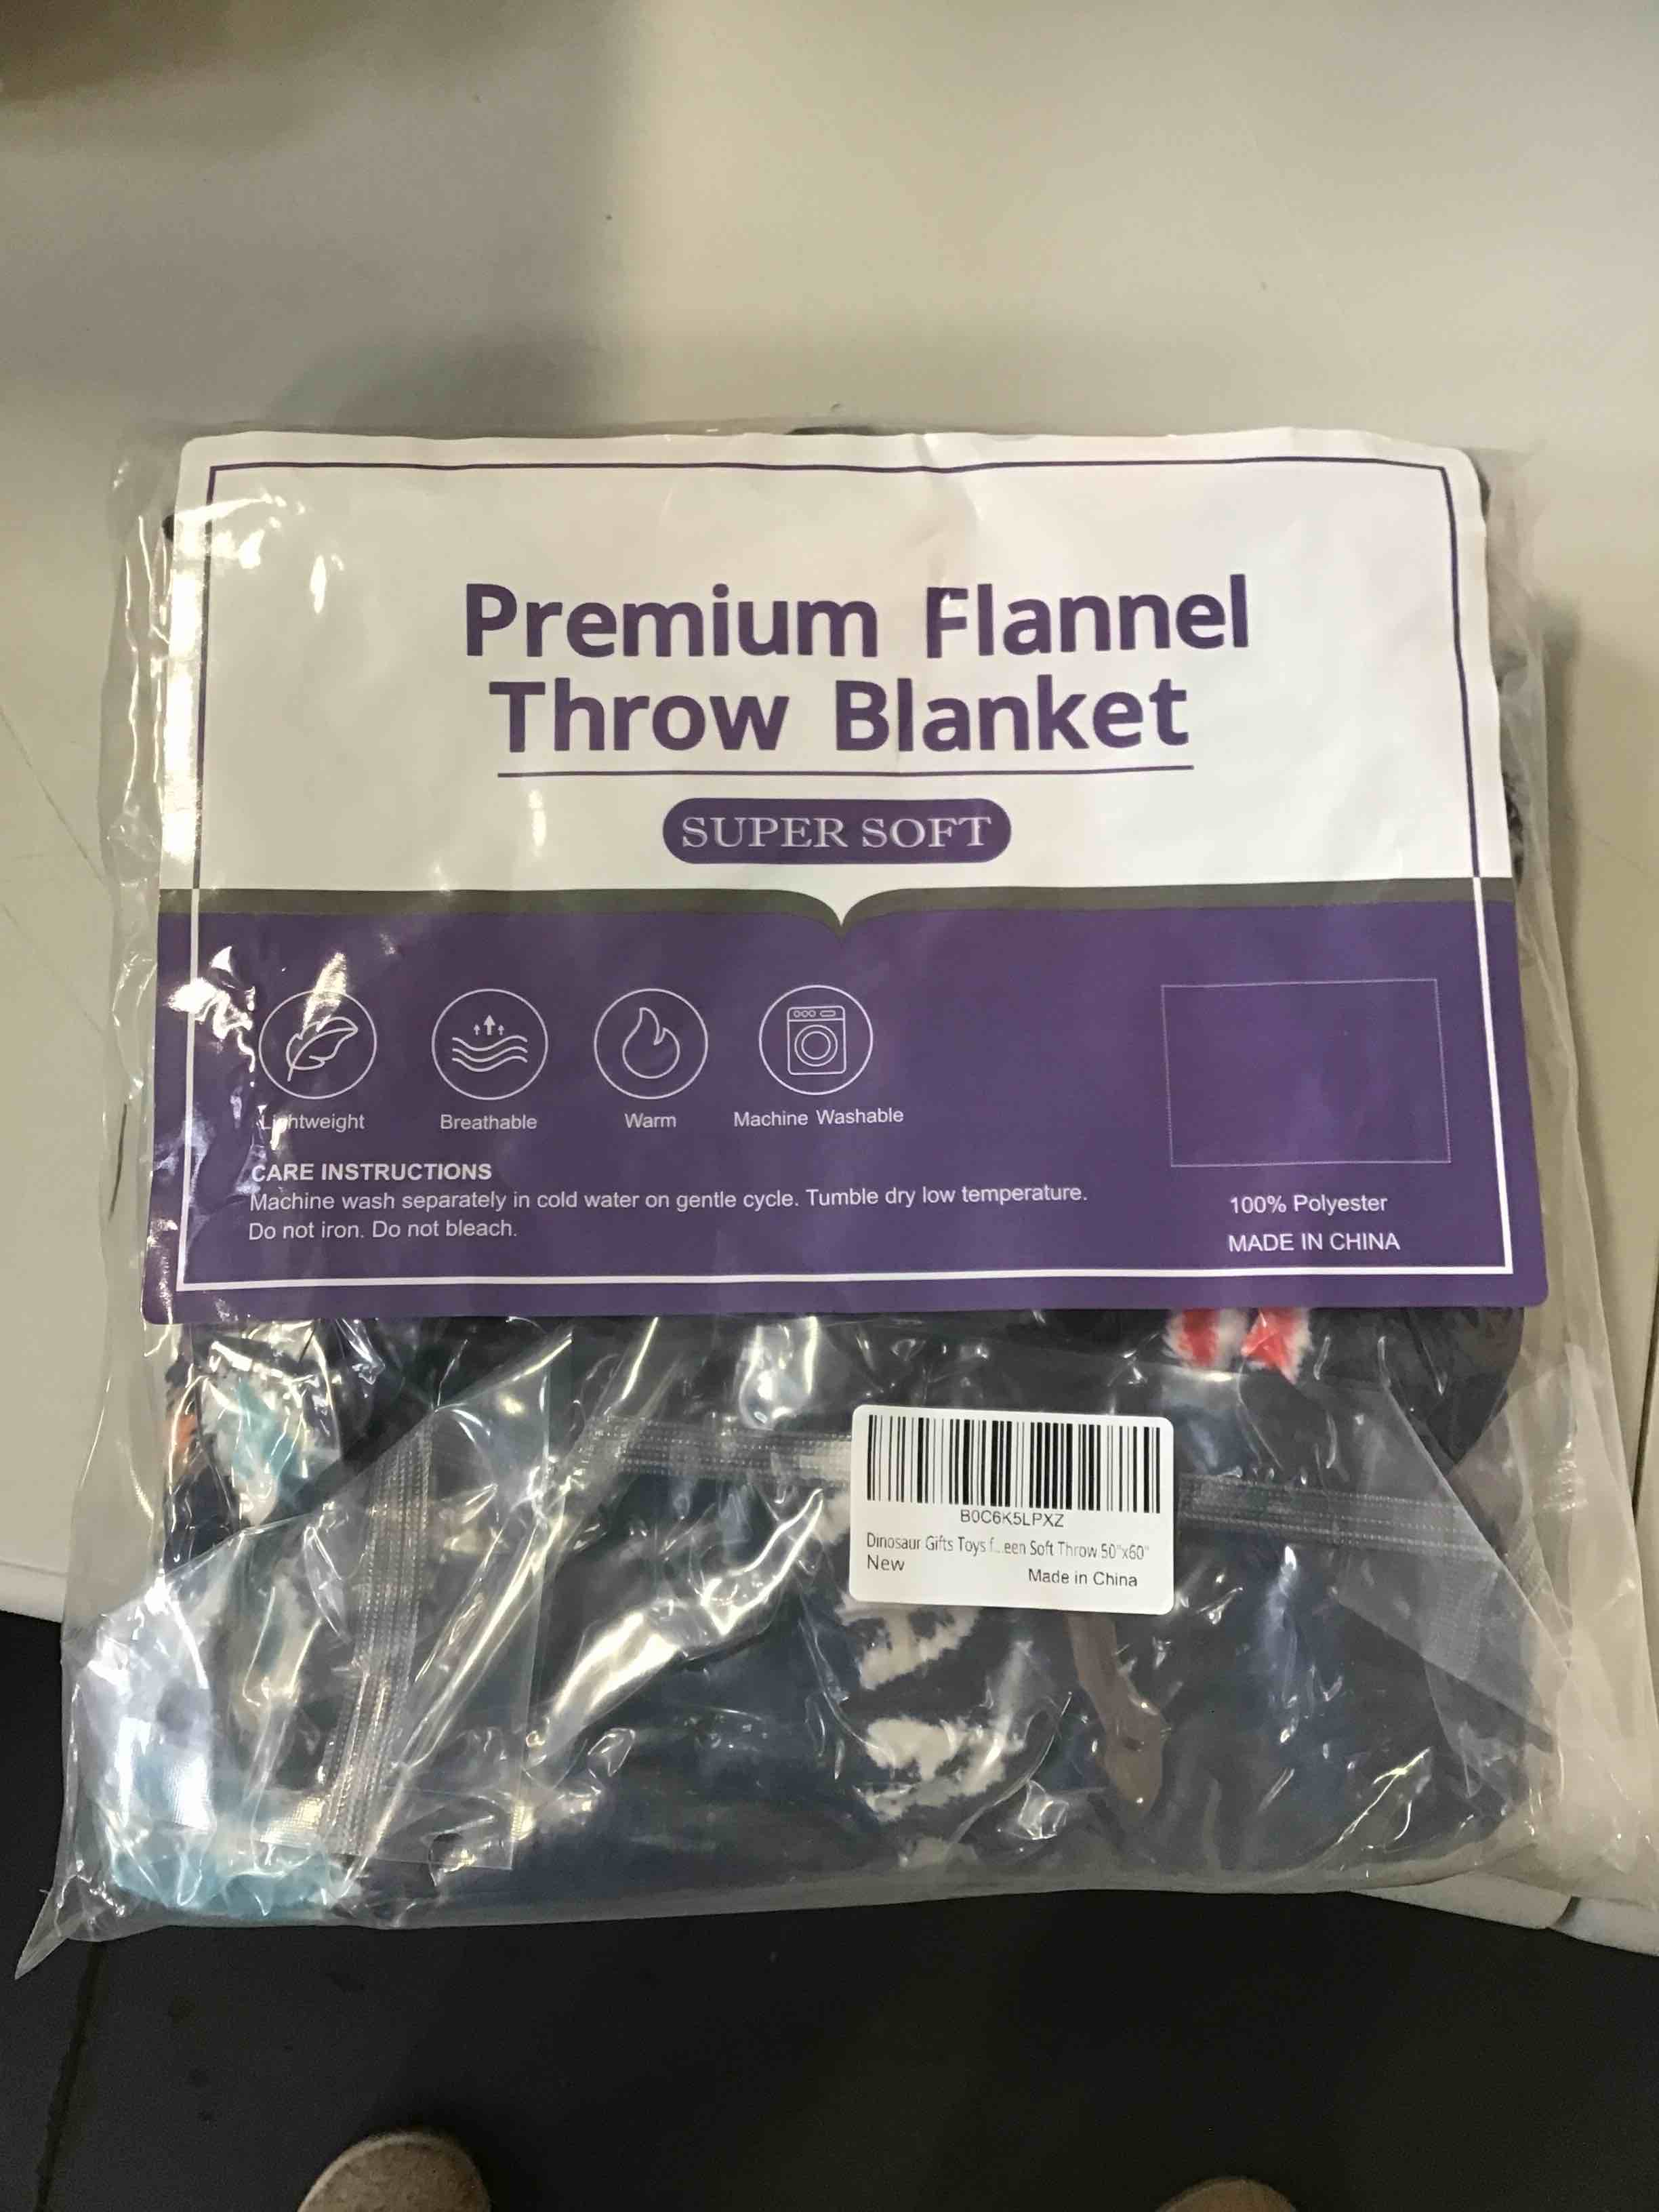 Premium Flannel
Throw Blanket
SUPER SOFT
Lightweight
Breathable
Warm
Machine Washable
CARE INSTRUCTIONS
Machine wash separately in cold water on gentle cycle. Tumble dry low temperature.
Do not iron. Do not bleach.
100% Polyester
MADE IN CHINA
B0C6K5LPXZ
Dinosaur Gifts Toys f...een Soft Throw 50"x60"
New
Made in China